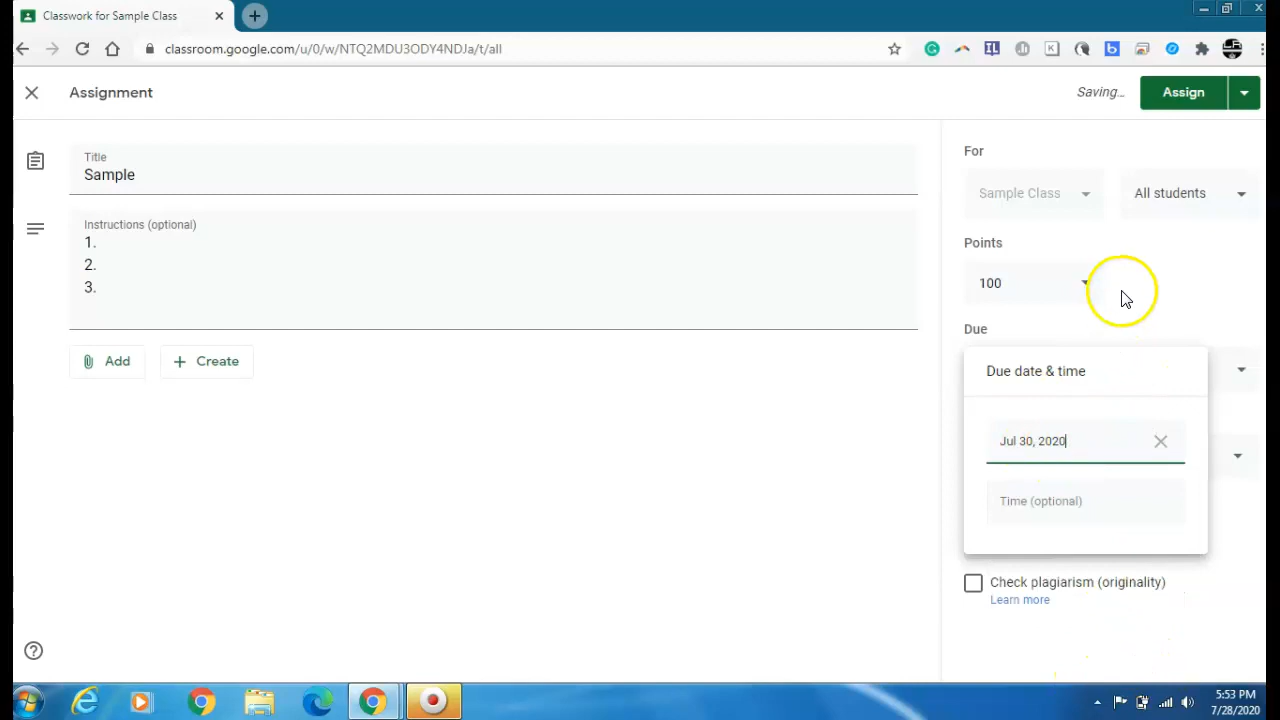 Classwork for Sample Class
classroom.google.com/u/0/w/NTQ2MDU3ODY4NDJa/t/all
Assignment
Saving...
Assign
Title
Sample
Instructions (optional)
1.
2.
3.
Add
Create
For
Sample Class
All students
Points
100
Due
Due date & time
Jul 30, 2020
Time (optional)
Check plagiarism (originality)
Learn more
5:53 PM
7/28/2020